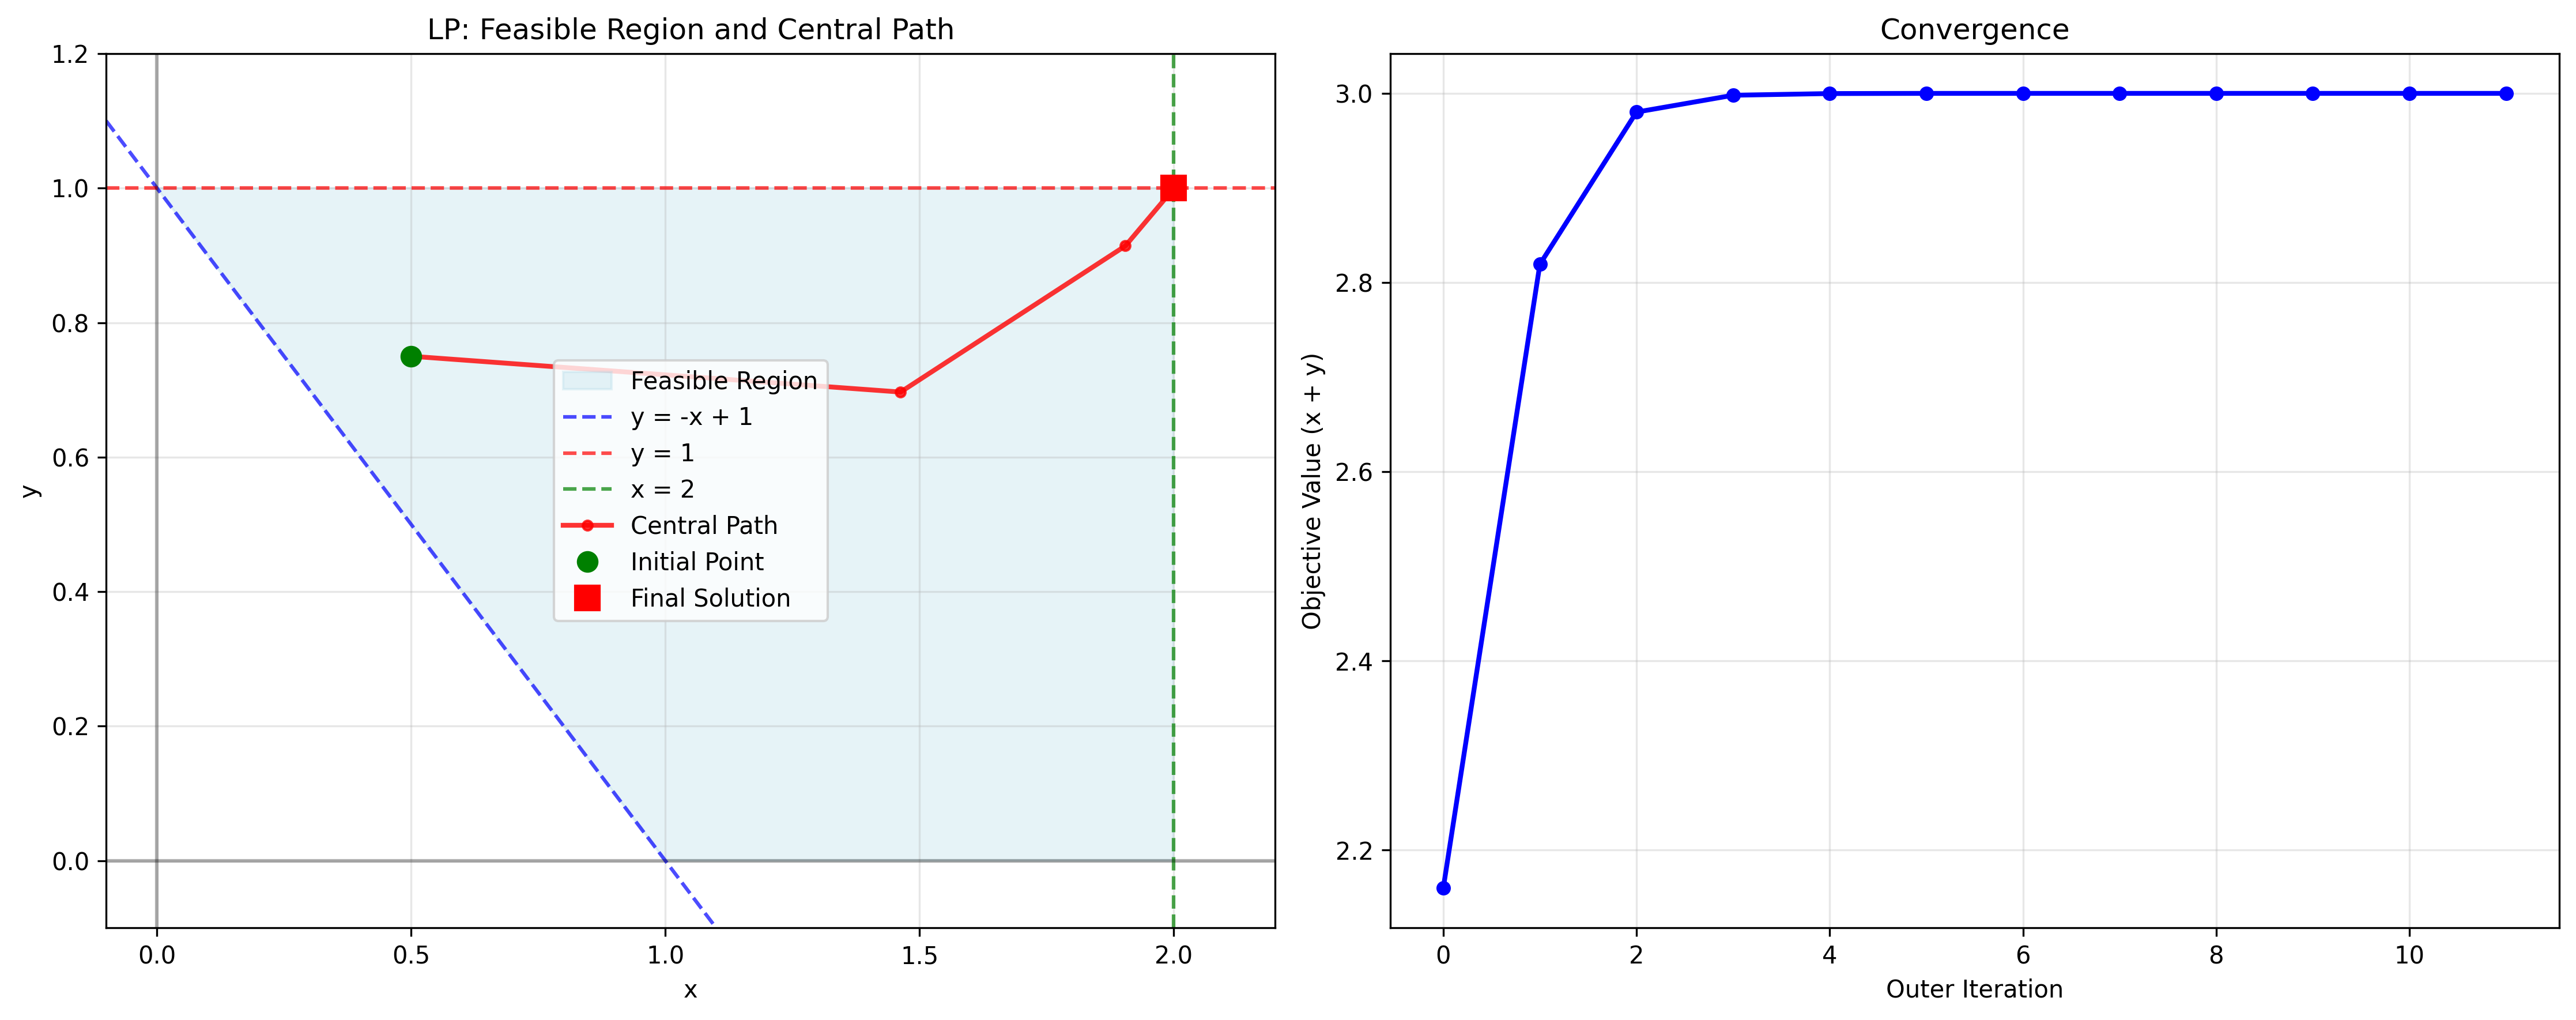 LP: Feasible Region and Central Path
1.2
1.0
0.8
0.6
0.4
0.2
0.0
y
0.0 0.5 1.0 1.5 2.0
x
Feasible Region
y = -x + 1
y = 1
x = 2
Central Path
Initial Point
Final Solution
Convergence
3.0
2.8
2.6
2.4
2.2
Objective Value (x + y)
0 2 4 6 8 10
Outer Iteration